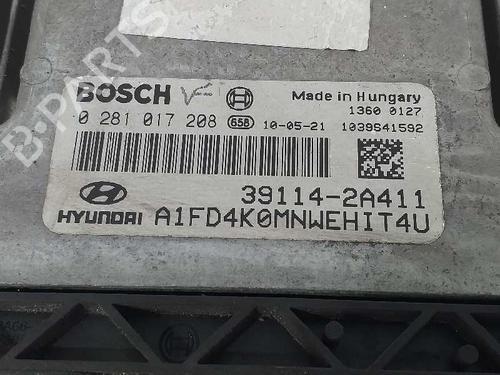 BOSCH
Made in Hungary
1360 0127
0 281 017 208 658 10-05-21 1039S41592
39114-2A411
HYUNDAI A1FD4K0MNWEHIT4U
B-PARTS